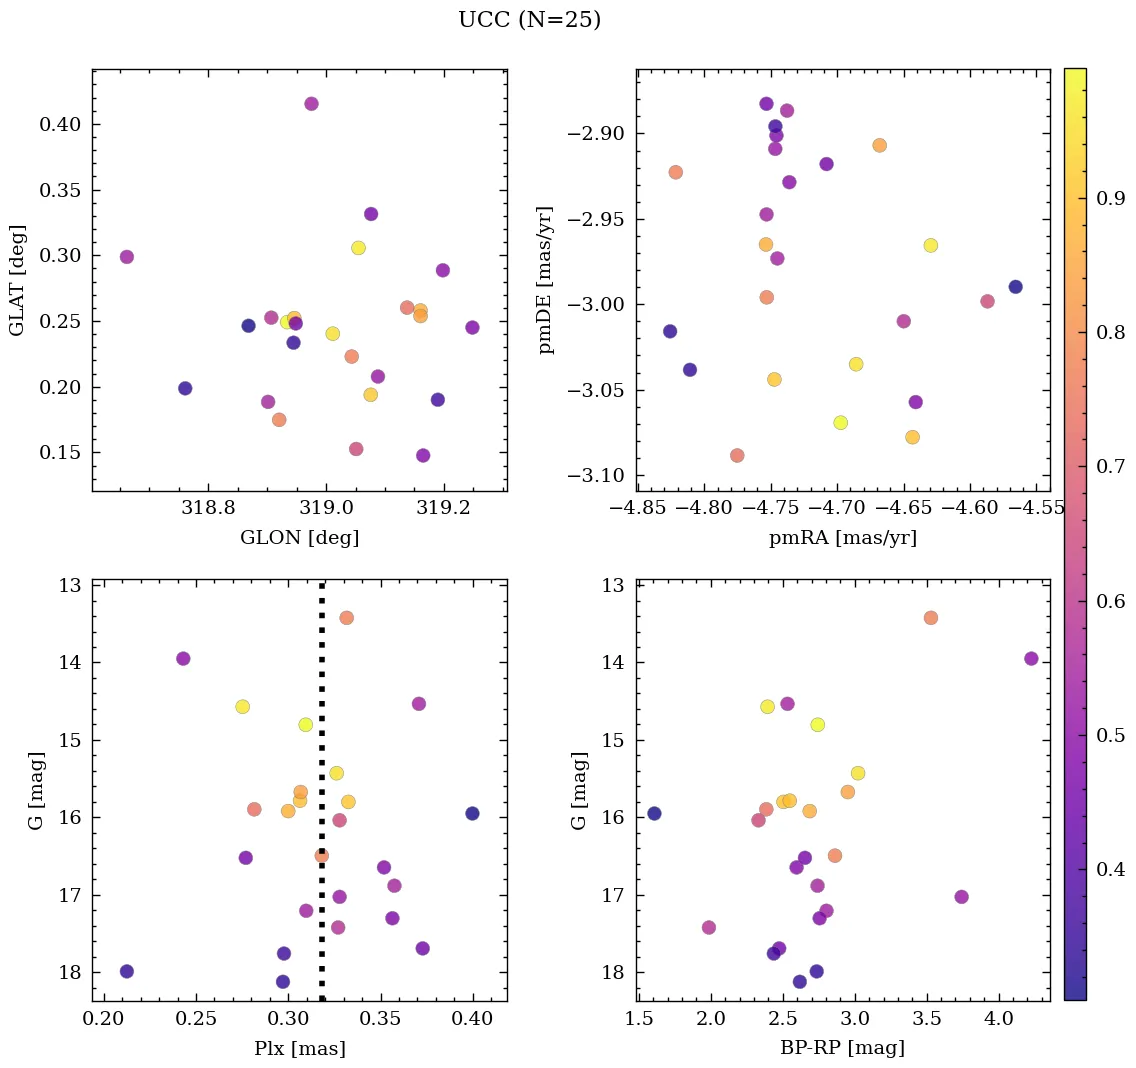 UCC (N=25)
0.40
0.35
0.30
0.25
0.20
0.15
GLAT [deg]
318.8 319.0 319.2
GLON [deg]
−2.90
−2.95
−3.00
−3.05
−3.10
pmDE [mas/yr]
−4.85 −4.80 −4.75 −4.70 −4.65 −4.60 −4.55
pmRA [mas/yr]
0.9
0.8
0.7
0.6
0.5
0.4
13
14
15
16
17
18
G [mag]
0.20 0.25 0.30 0.35 0.40
Plx [mas]
13
14
15
16
17
18
G [mag]
1.5 2.0 2.5 3.0 3.5 4.0
BP-RP [mag]